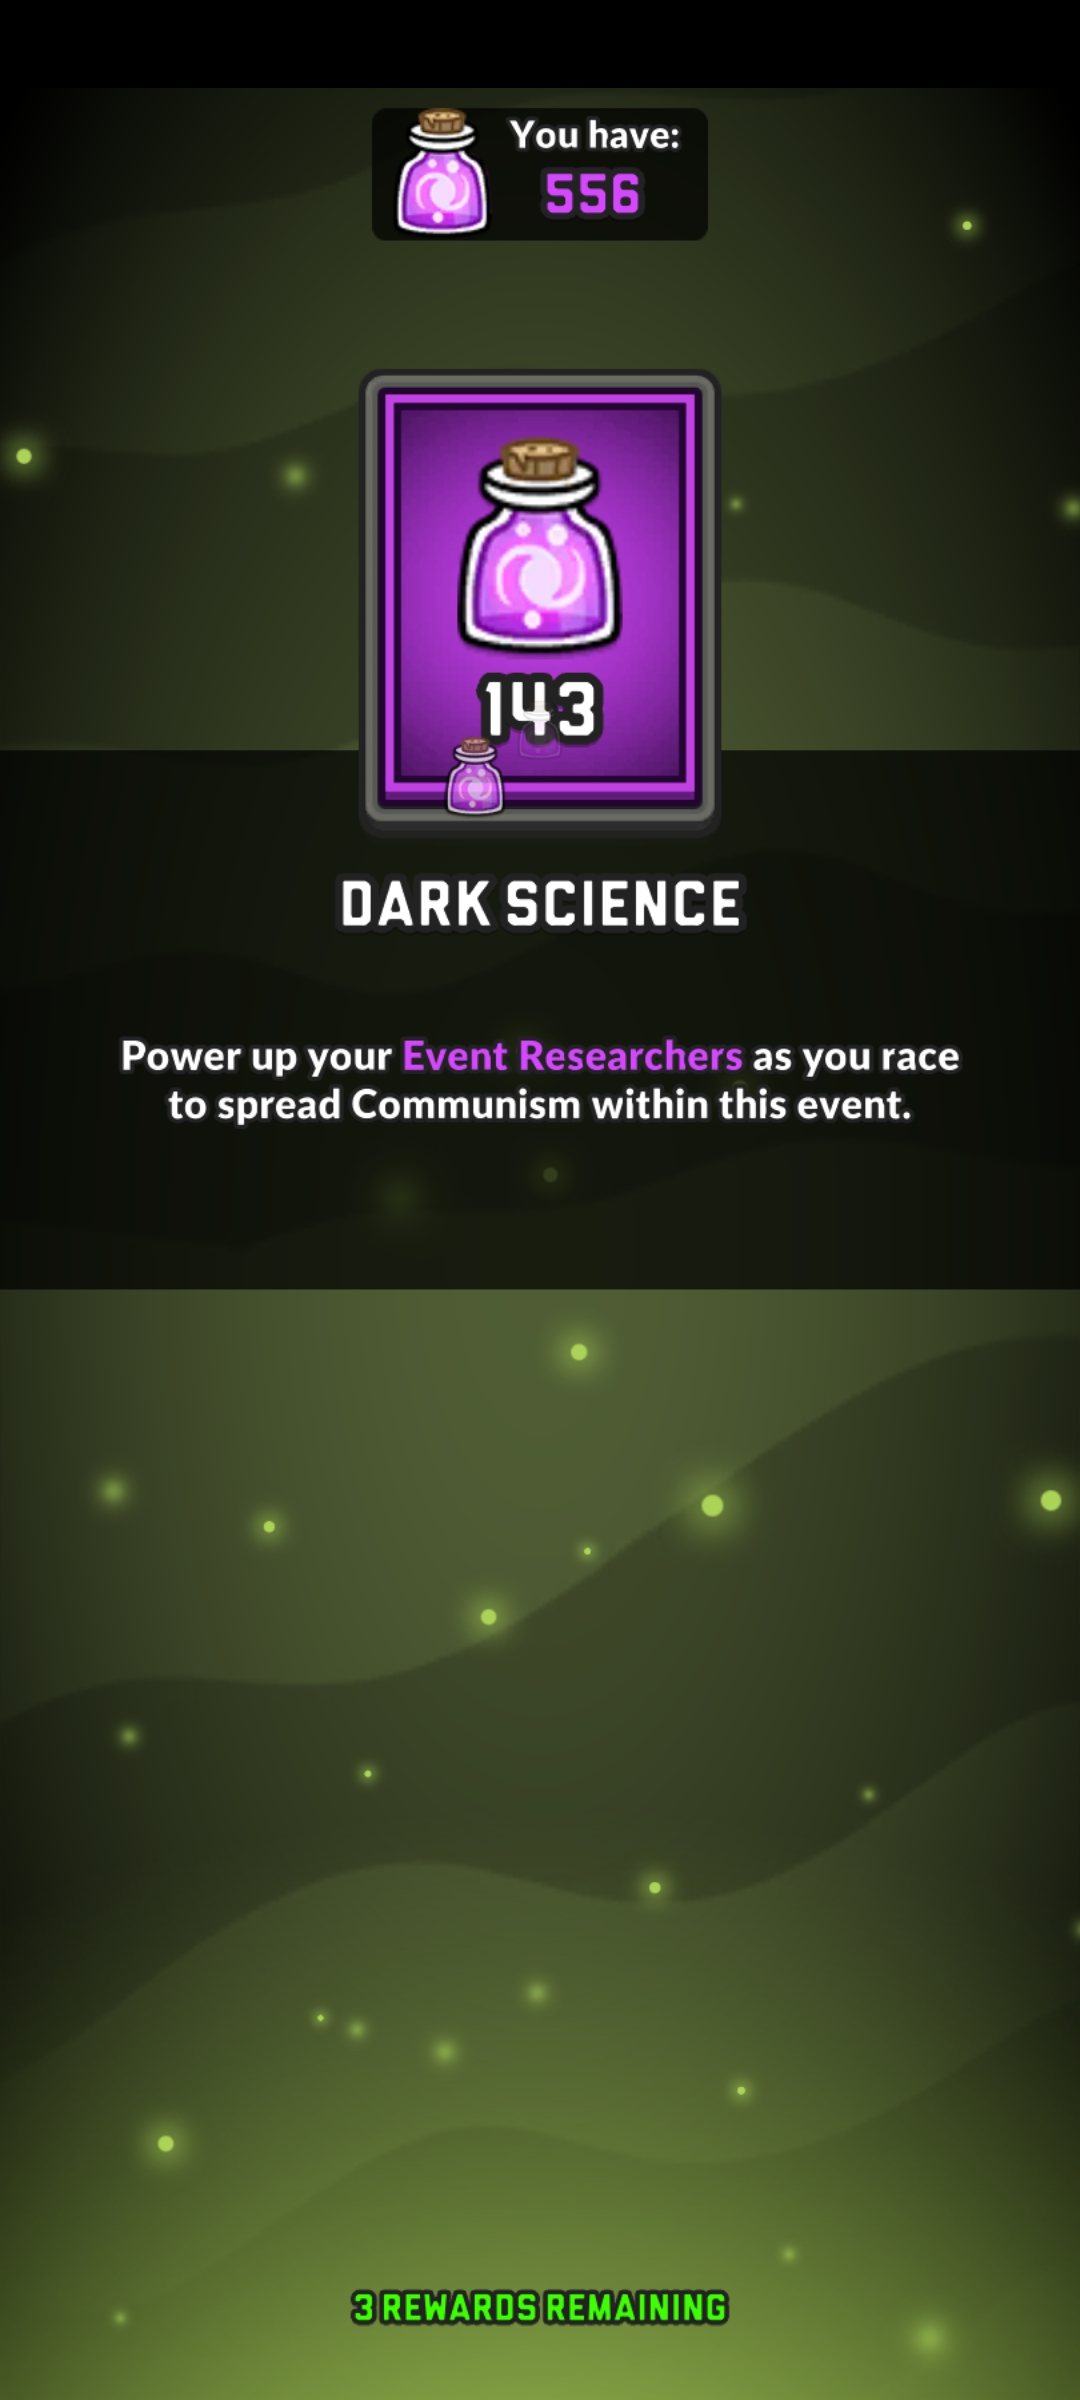 You have:
556
143
DARK SCIENCE
Power up your Event Researchers as you race
to spread Communism within this event.
3 REWARDS REMAINING